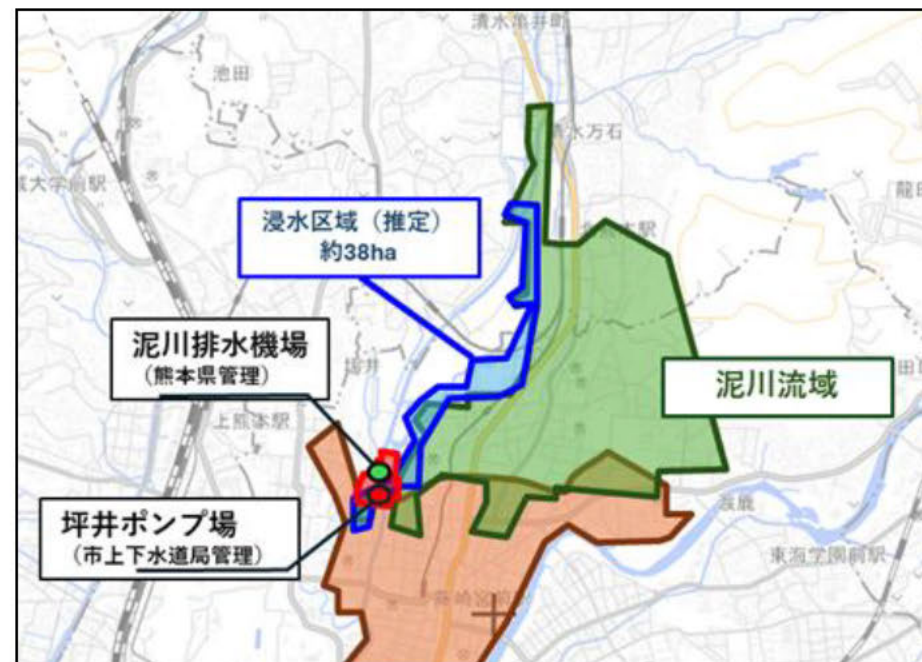 清水亀井町
池田
清水万石
浸水区域（推定）
約38ha
泥川排水機場
（熊本県管理）
泥川流域
上熊本駅
坪井ポンプ場
（市上下水道局管理）
渡鹿
東海学園前駅